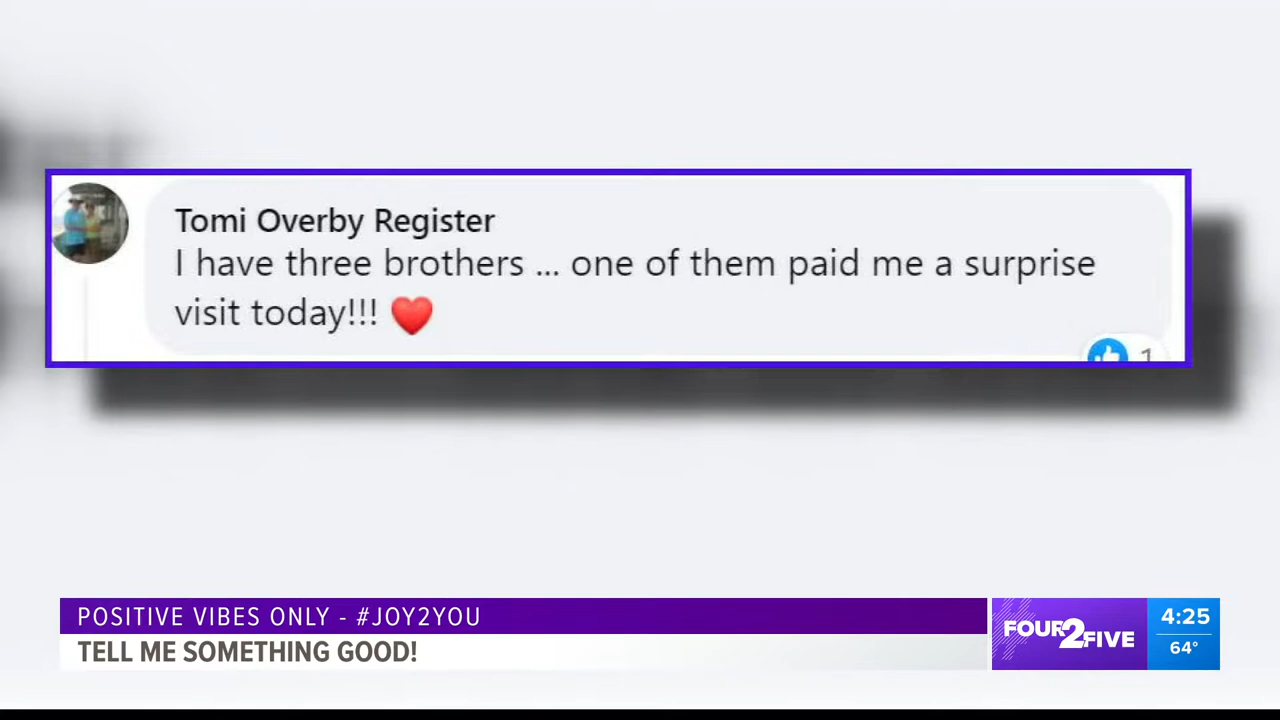 Tomi Overby Register
I have three brothers ... one of them paid me a surprise
visit today!!! ❤️
1
POSITIVE VIBES ONLY - #JOY2YOU
TELL ME SOMETHING GOOD!
FOUR2FIVE
4:25
64°